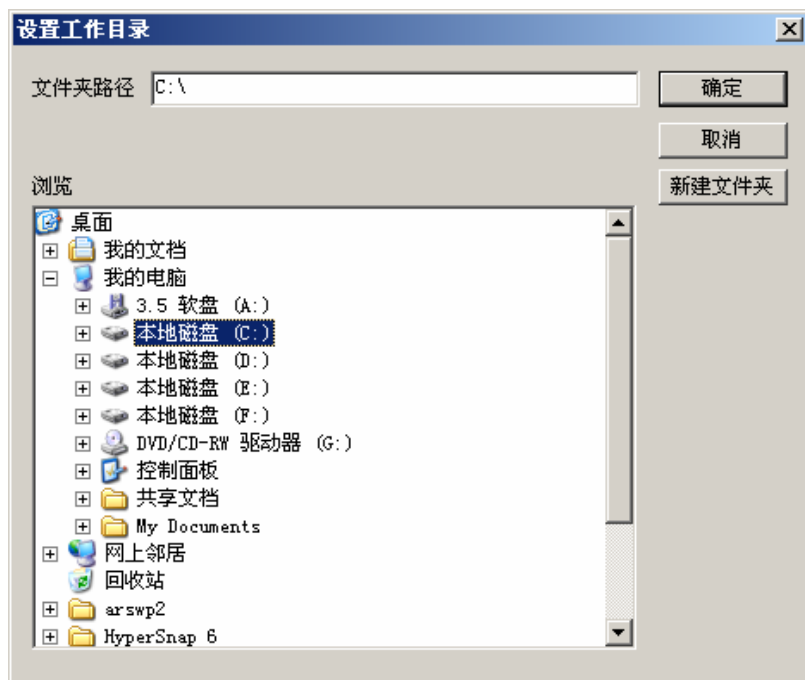 设置工作目录
文件夹路径 C:\ 确定
取消
浏览 新建文件夹
桌面
我的文档
我的电脑
3.5 软盘 (A:)
本地磁盘 (C:)
本地磁盘 (D:)
本地磁盘 (E:)
本地磁盘 (F:)
DVD/CD-RW 驱动器 (G:)
控制面板
共享文档
My Documents
网上邻居
回收站
arswp2
HyperSnap 6